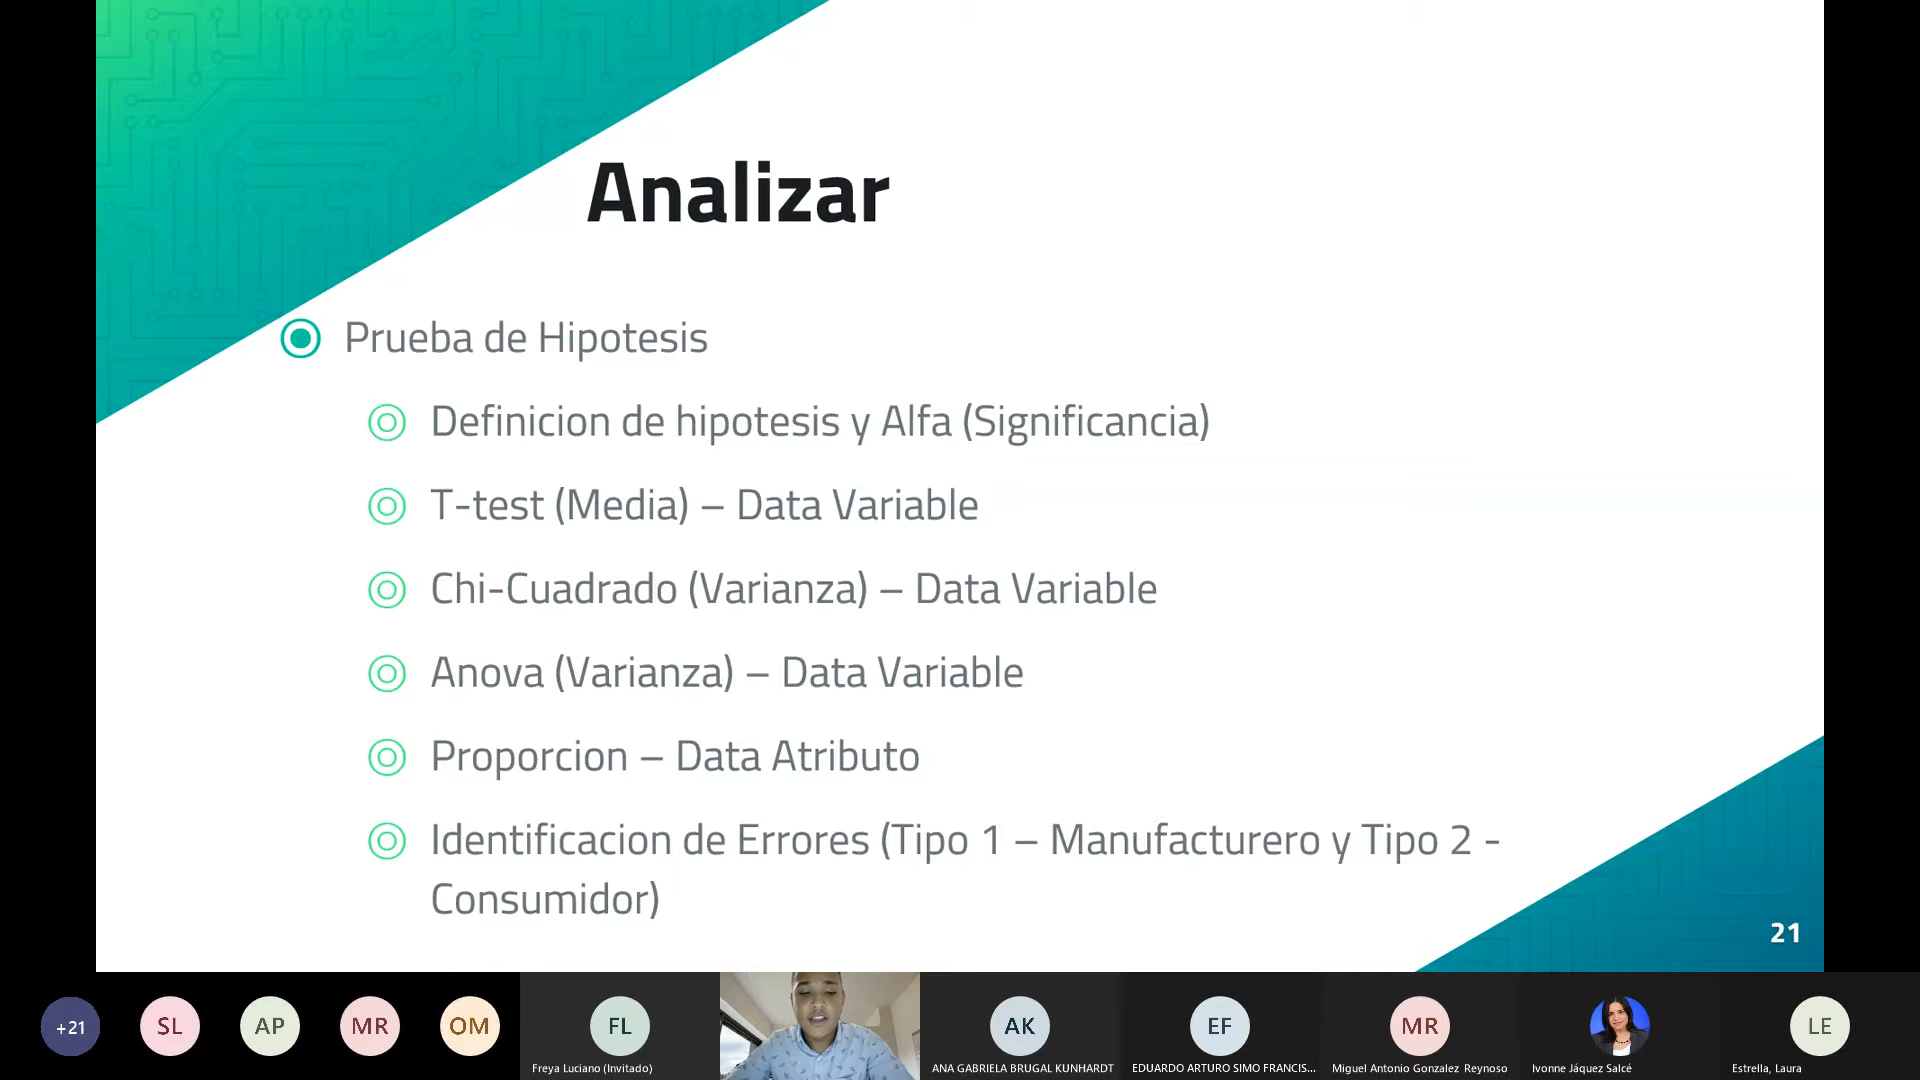 Analizar
Prueba de Hipotesis
Definicion de hipotesis y Alfa (Significancia)
T-test (Media) – Data Variable
Chi-Cuadrado (Varianza) – Data Variable
Anova (Varianza) – Data Variable
Proporcion – Data Atributo
Identificacion de Errores (Tipo 1 – Manufacturero y Tipo 2 -
Consumidor)
21
+21
SL
AP
MR
OM
FL
AK
EF
MR
LE
Freya Luciano (Invitado)
ANA GABRIELA BRUGAL KUNHARDT
EDUARDO ARTURO SIMO FRANCIS...
Miguel Antonio Gonzalez Reynoso
Ivonne Jáquez Salcé
Estrella, Laura